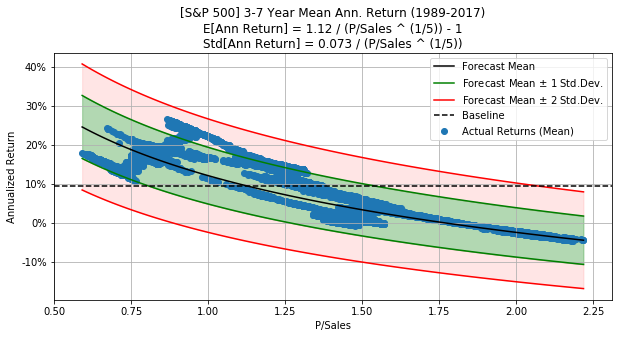 [S&P 500] 3-7 Year Mean Ann. Return (1989-2017)
E[Ann Return] = 1.12 / (P/Sales ^ (1/5)) - 1
Std[Ann Return] = 0.073 / (P/Sales ^ (1/5))
Forecast Mean
Forecast Mean ± 1 Std.Dev.
Forecast Mean ± 2 Std.Dev.
Baseline
Actual Returns (Mean)
Annualized Return
40%
30%
20%
10%
0%
-10%
0.50
0.75
1.00
1.25
1.50
1.75
2.00
2.25
P/Sales